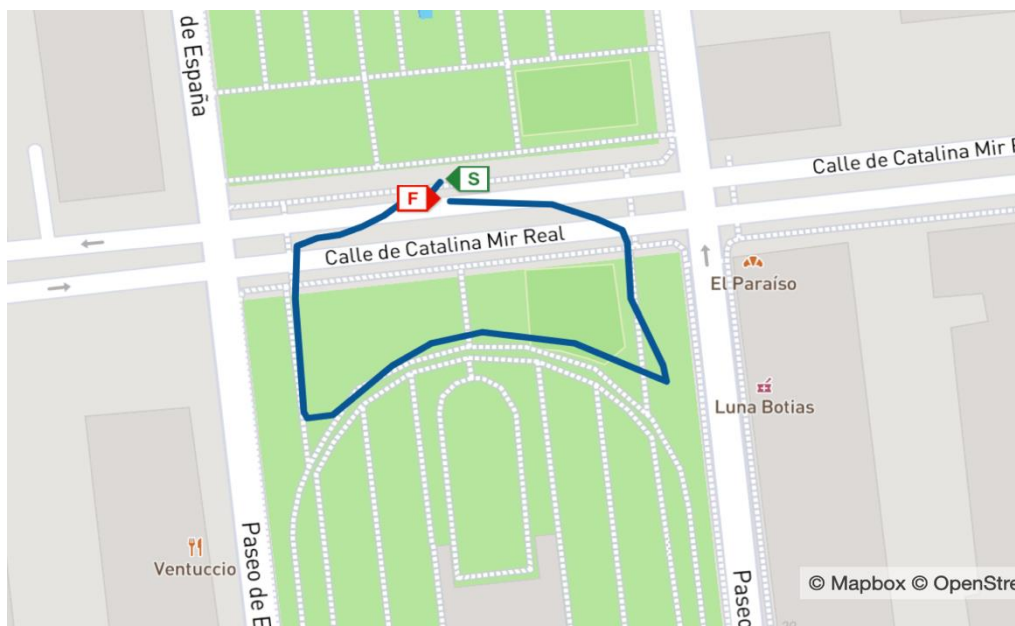 de España
Calle de Catalina Mir R
S
F
Calle de Catalina Mir Real
El Paraíso
Luna Botias
Paseo de E
Ventuccio
Paseo
© Mapbox © OpenStre